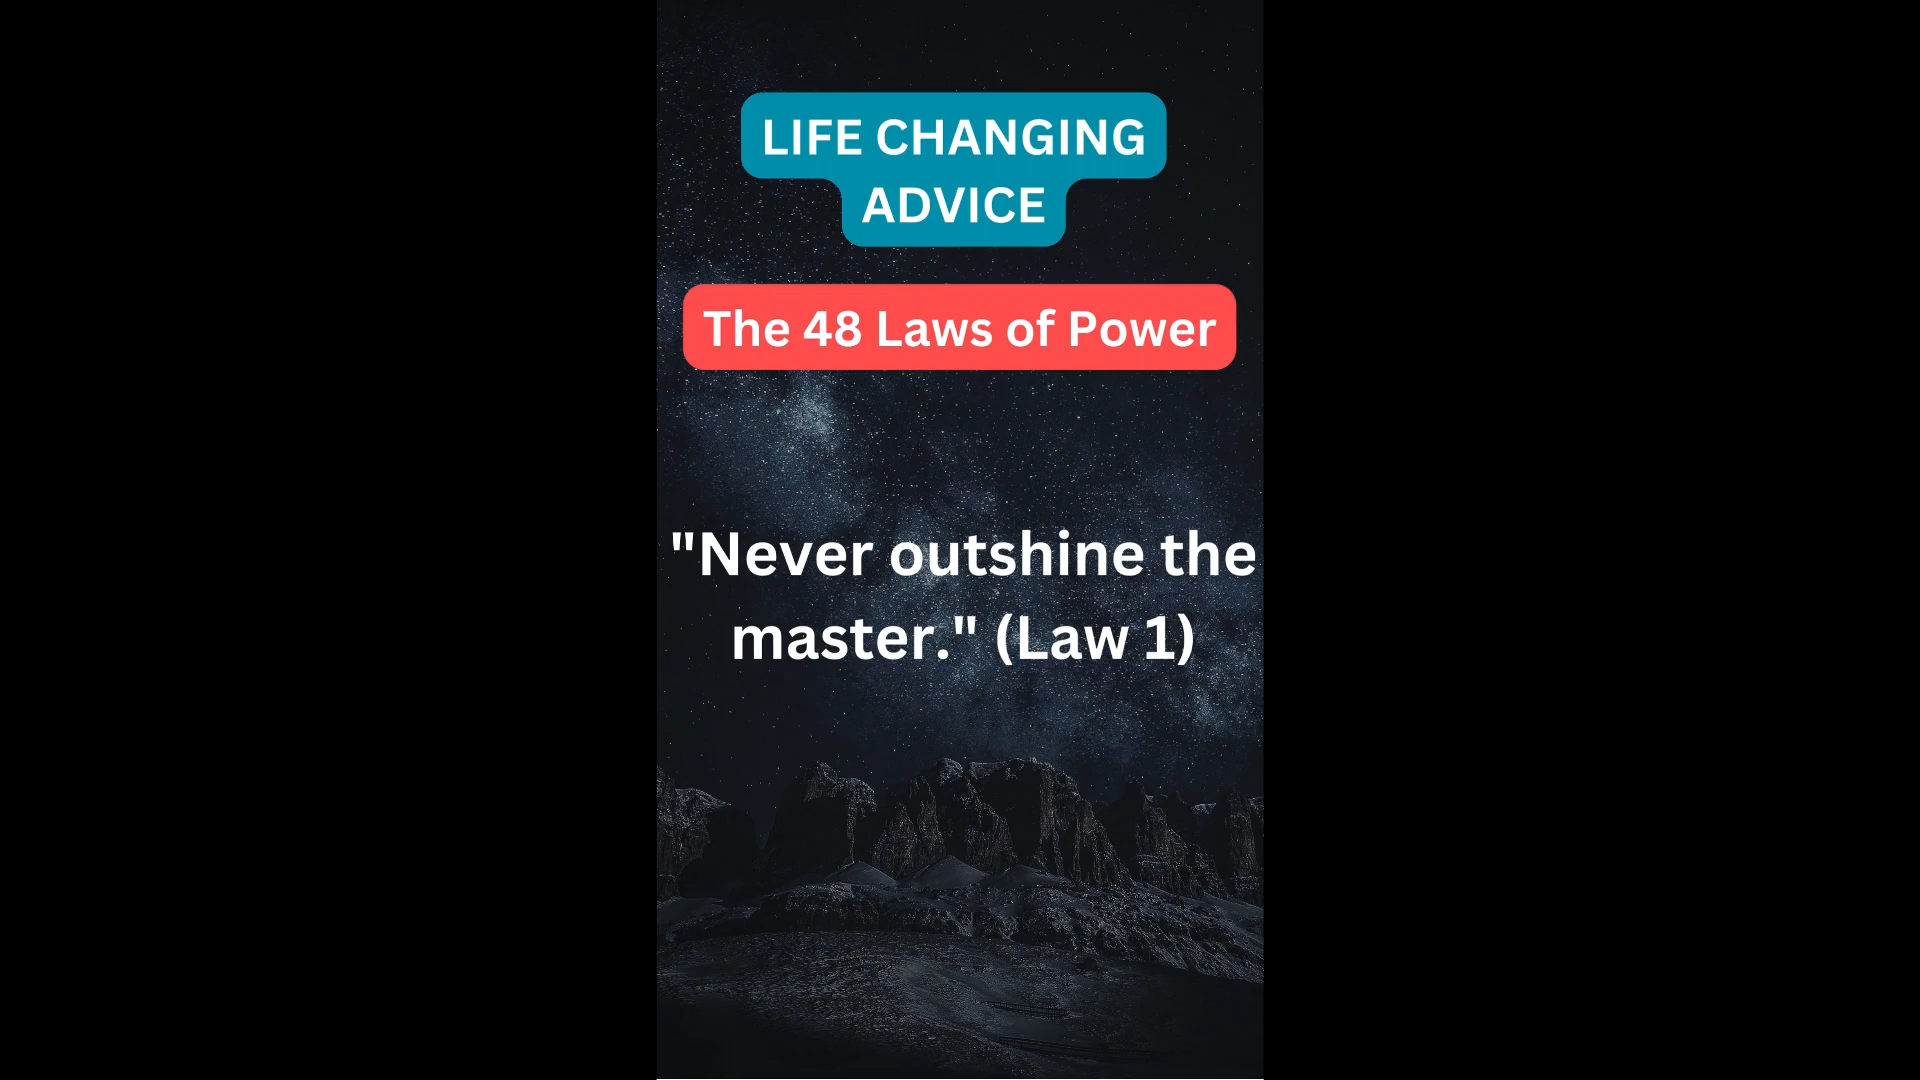 LIFE CHANGING
ADVICE
The 48 Laws of Power
"Never outshine the
master." (Law 1)